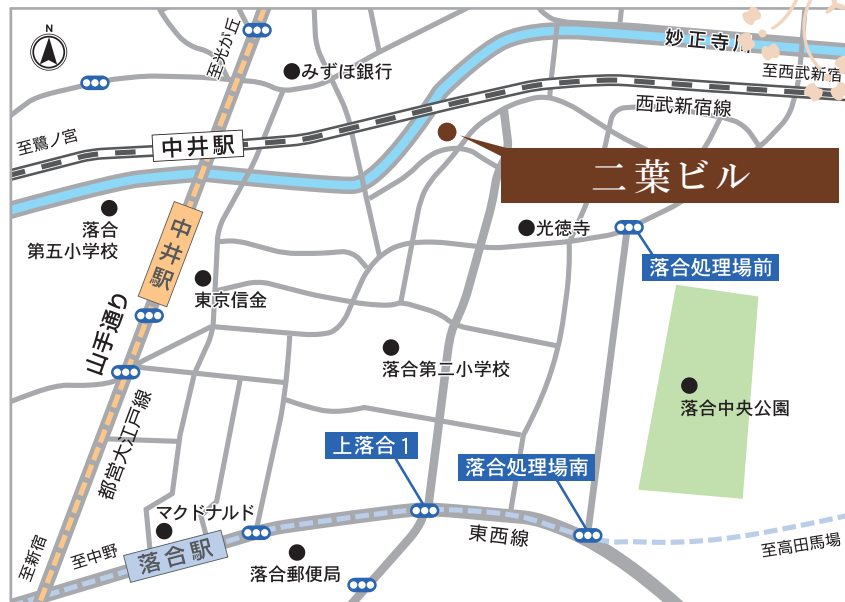 N
至光が丘
みずほ銀行
妙正寺川
至西武新宿
西武新宿線
至鷺ノ宮
中井駅
二葉ビル
落合
第五小学校
中井駅
光徳寺
落合処理場前
東京信金
山手通り
落合第二小学校
落合中央公園
都営大江戸線
上落合1
落合処理場南
マクドナルド
東西線
至新宿
至中野
落合駅
落合郵便局
至高田馬場